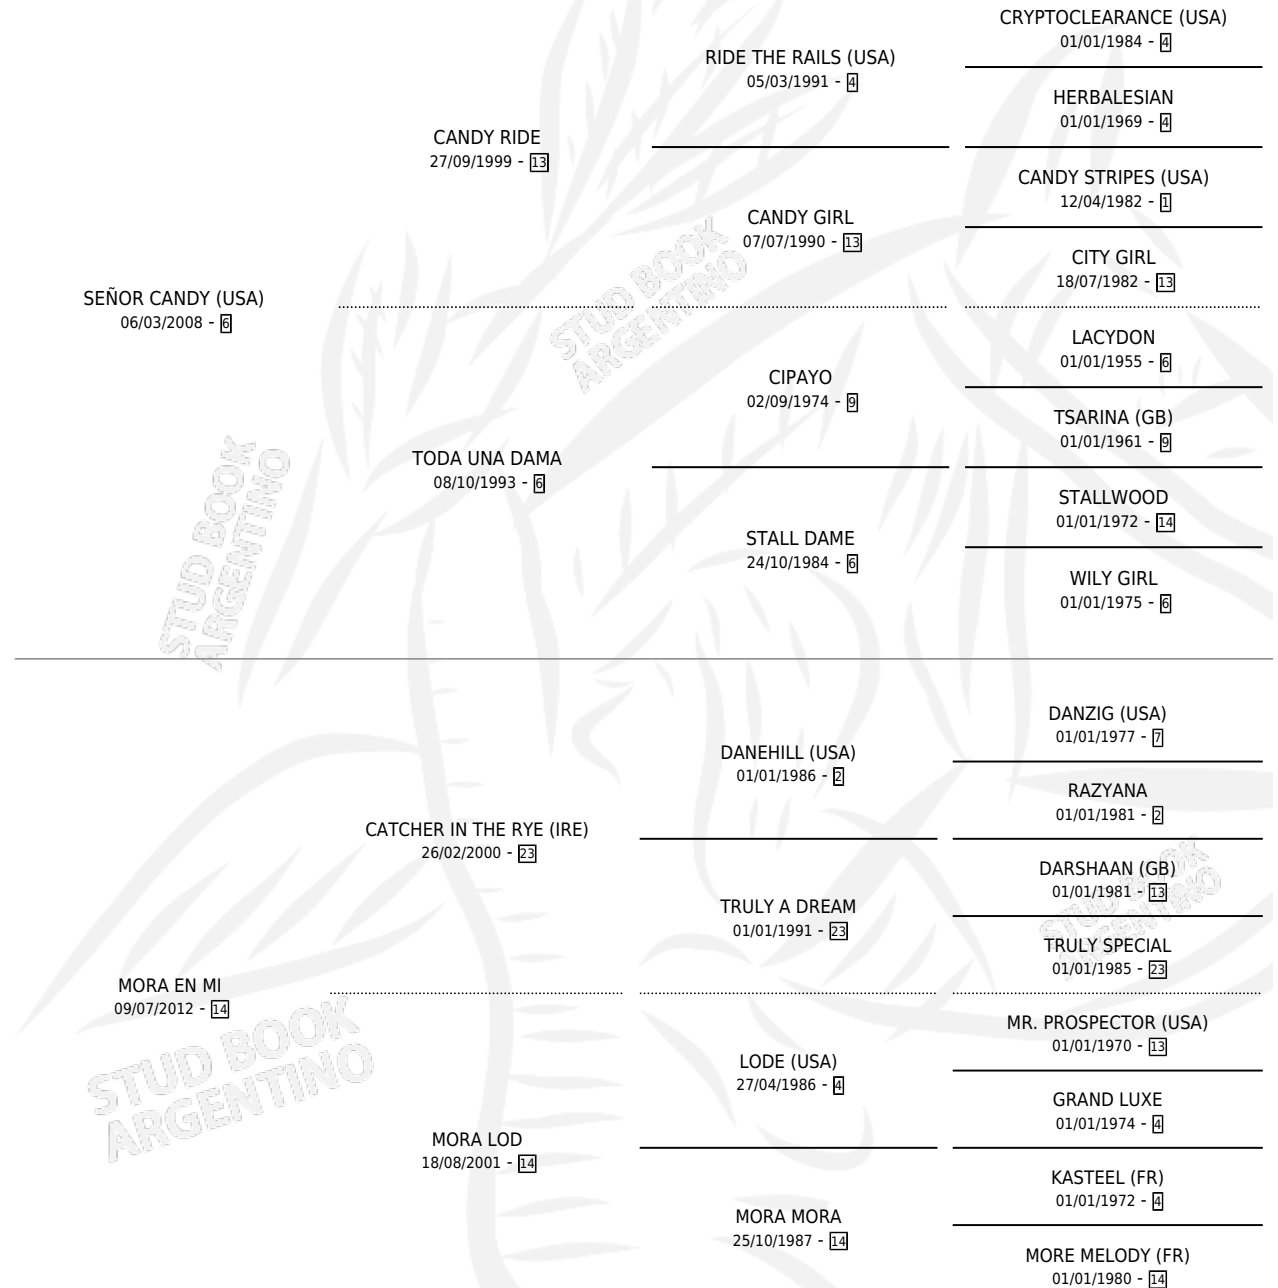 CRYPTOCLEARANCE (USA)
01/01/1984 - 4
RIDE THE RAILS (USA)
05/03/1991 - 4
HERBALESIAN
01/01/1969 - 4
CANDY RIDE
27/09/1999 - 13
CANDY STRIPES (USA)
12/04/1982 - 1
CANDY GIRL
07/07/1990 - 13
CITY GIRL
18/07/1982 - 13
SEÑOR CANDY (USA)
06/03/2008 - 6
LACYDON
01/01/1955 - 6
CIPAYO
02/09/1974 - 9
TSARINA (GB)
01/01/1961 - 9
TODA UNA DAMA
08/10/1993 - 6
STALLWOOD
01/01/1972 - 14
STALL DAME
24/10/1984 - 6
WILY GIRL
01/01/1975 - 6
STUD BOOK
ARGENTINO
STUD BOOK
ARGENTINO
DANZIG (USA)
01/01/1977 - 7
DANEHILL (USA)
01/01/1986 - 2
RAZYANA
01/01/1981 - 2
CATCHER IN THE RYE (IRE)
26/02/2000 - 23
DARSHAAN (GB)
01/01/1981 - 13
TRULY A DREAM
01/01/1991 - 23
TRULY SPECIAL
01/01/1985 - 23
STUD BOOK
ARGENTINO
MORA EN MI
09/07/2012 - 14
MR. PROSPECTOR (USA)
01/01/1970 - 13
LODE (USA)
27/04/1986 - 4
GRAND LUXE
01/01/1974 - 4
STUD BOOK
ARGENTINO
MORA LOD
18/08/2001 - 14
KASTEEL (FR)
01/01/1972 - 4
MORA MORA
25/10/1987 - 14
MORE MELODY (FR)
01/01/1980 - 14